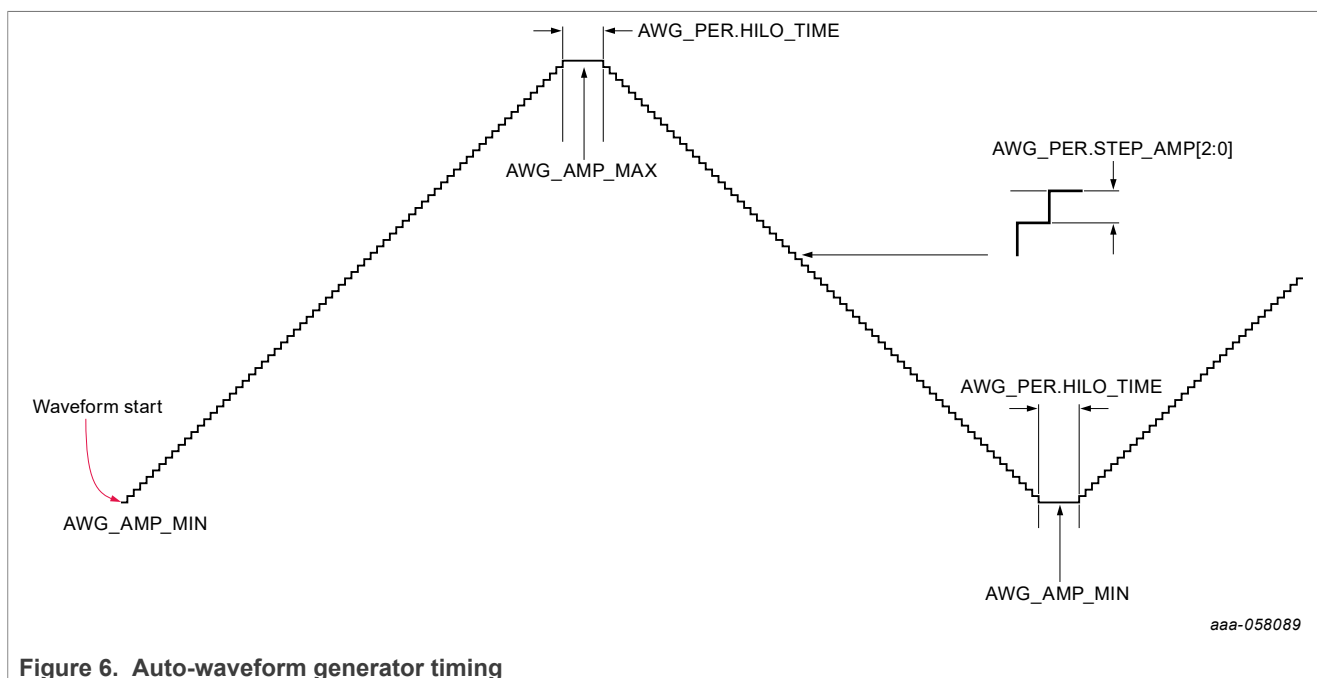 AWG_PER.HILO_TIME
AWG_AMP_MAX
AWG_PER.STEP_AMP[2:0]
Waveform start
AWG_AMP_MIN
AWG_PER.HILO_TIME
AWG_AMP_MIN
aaa-058089
Figure 6. Auto-waveform generator timing